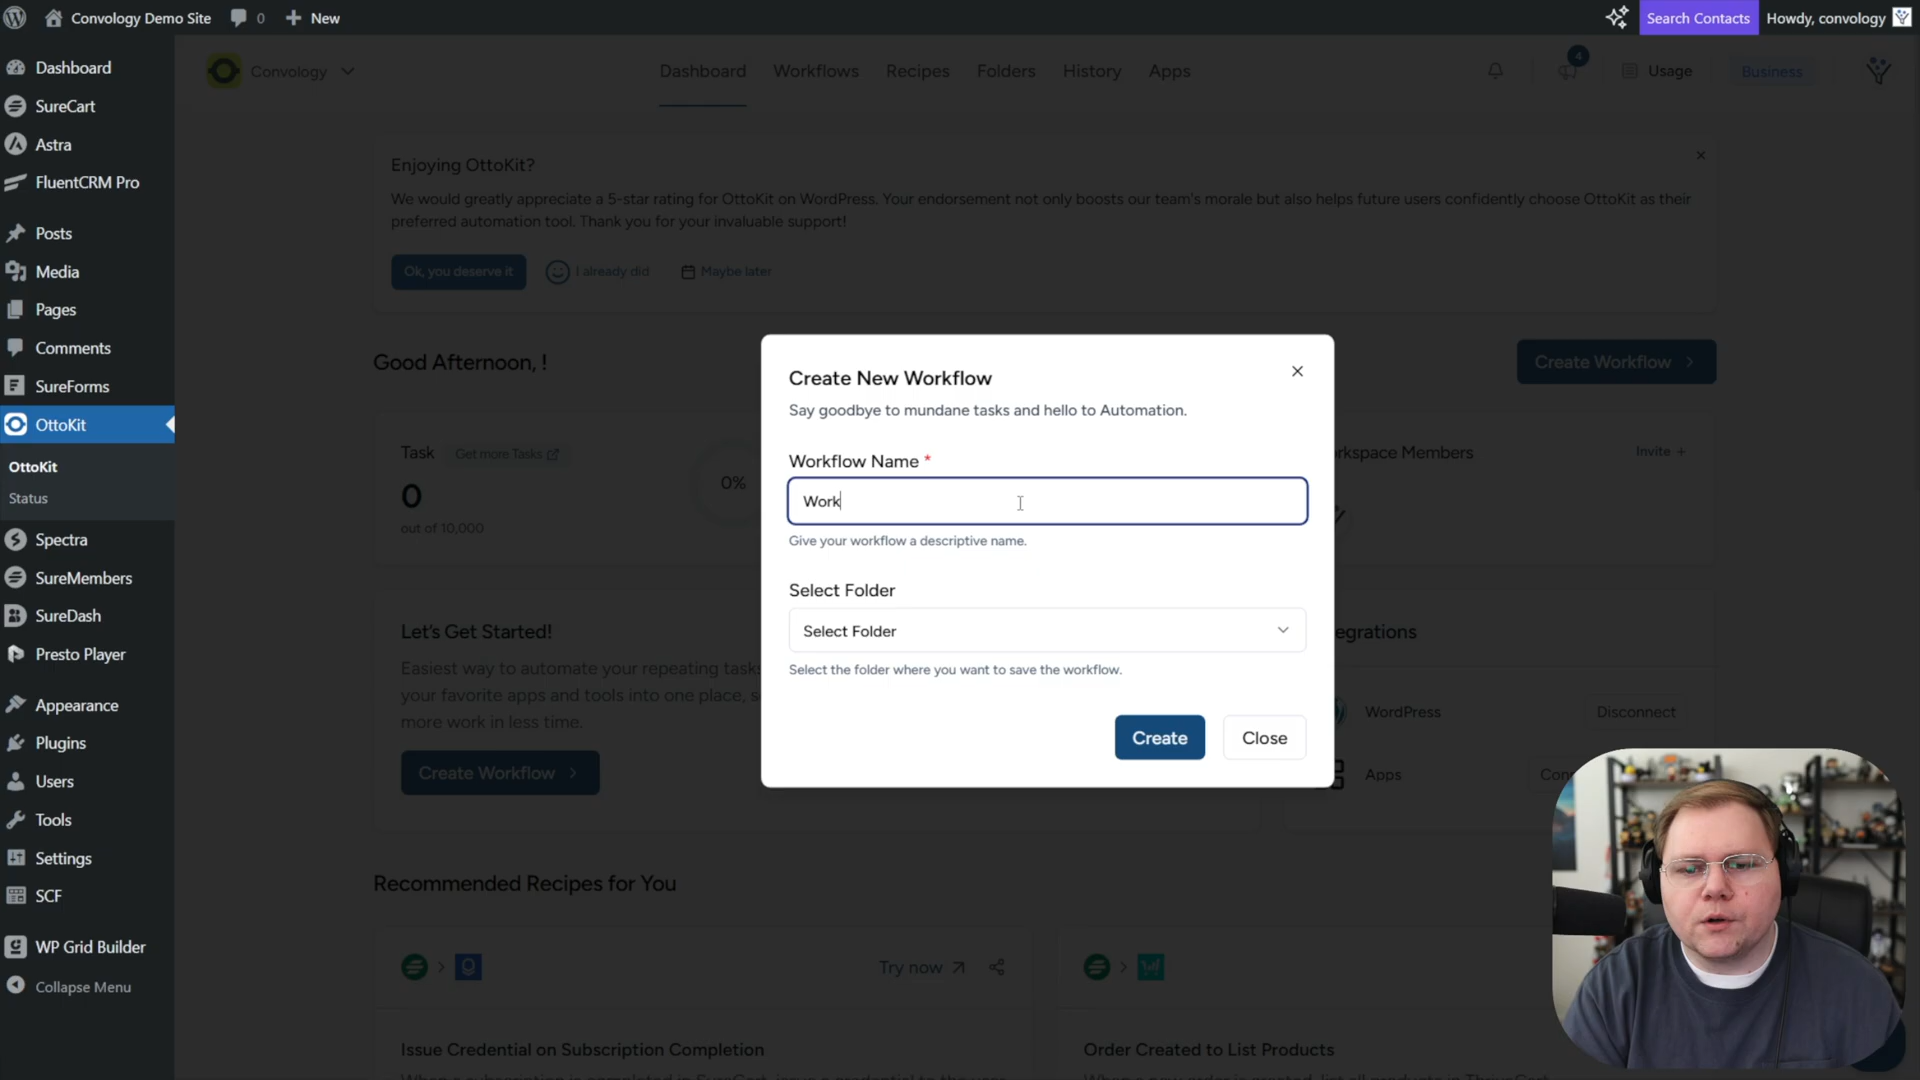 Convology Demo Site
0
New
Search Contacts
Howdy, convology
Dashboard
SureCart
Astra
FluentCRM Pro
Posts
Media
Pages
Comments
SureForms
OttoKit
OttoKit
Status
Spectra
SureMembers
SureDash
Presto Player
Appearance
Plugins
Users
Tools
Settings
SCF
WP Grid Builder
Collapse Menu
Convology
Dashboard
Workflows
Recipes
Folders
History
Apps
4
Usage
Business
Enjoying OttoKit?
We would greatly appreciate a 5-star rating for OttoKit on WordPress. Your endorsement not only boosts our team's morale but also helps future users confidently choose OttoKit as their
preferred automation tool. Thank you for your invaluable support!
Ok, you deserve it
I already did
Maybe later
Good Afternoon, !
Create Workflow
Task
Get more Tasks
0
out of 10,000
0%
rkspace Members
Invite +
Create New Workflow
Say goodbye to mundane tasks and hello to Automation.
Workflow Name *
Work
Give your workflow a descriptive name.
Select Folder
Select Folder
Select the folder where you want to save the workflow.
Create
Close
Let's Get Started!
Easiest way to automate your repeating tasks
your favorite apps and tools into one place, s
more work in less time.
Create Workflow
egrations
WordPress
Disconnect
Apps
Con
Recommended Recipes for You
Try now
Issue Credential on Subscription Completion
Order Created to List Products